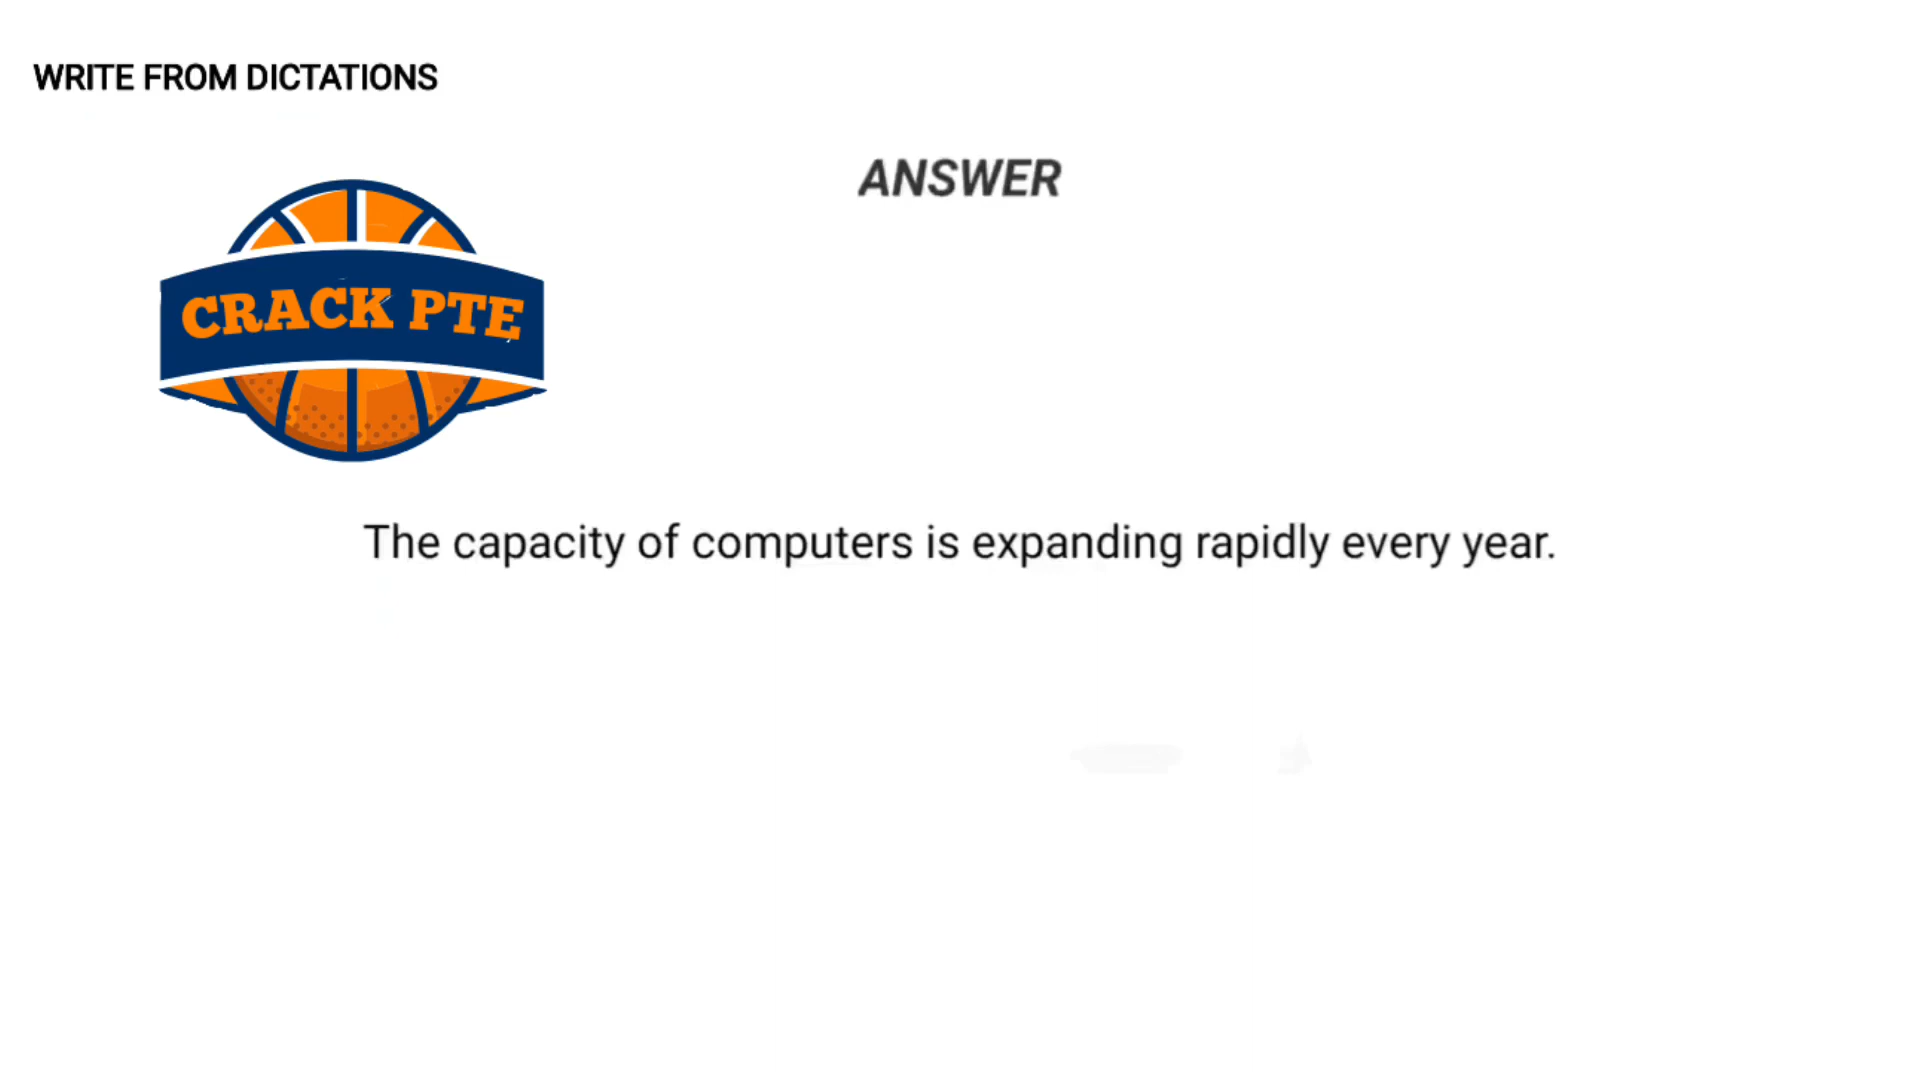 WRITE FROM DICTATIONS
ANSWER
CRACK PTE
The capacity of computers is expanding rapidly every year.